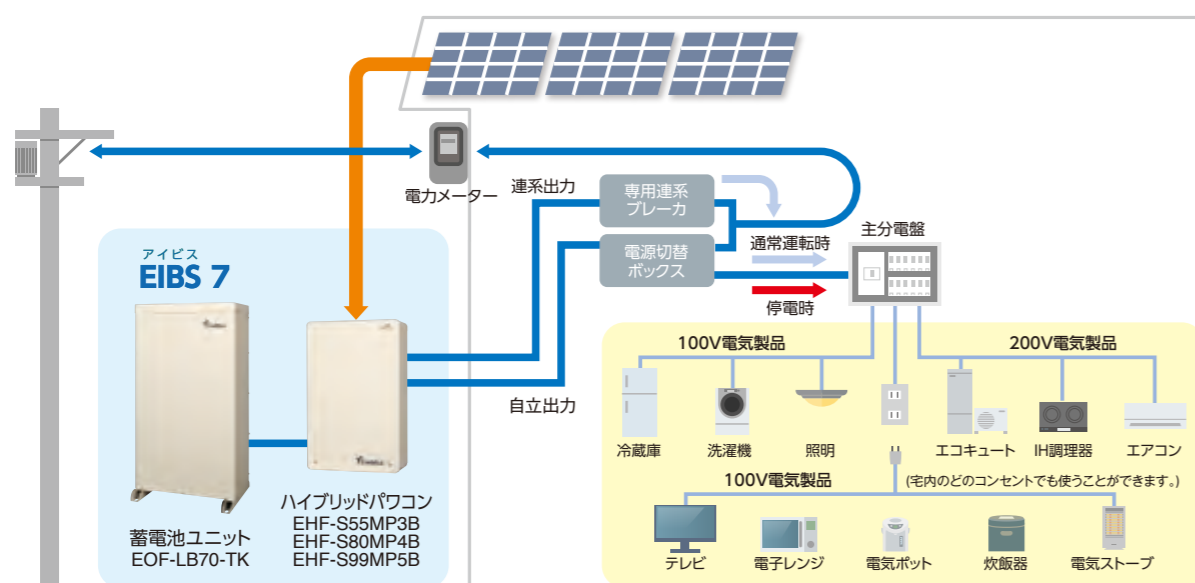 電力メーター
連系出力
専用連系
ブレーカ
通常運転時
主分電盤
電源切替
ボックス
停電時
自立出力
アイビス
EIBS 7
蓄電池ユニット
EOF-LB70-TK
ハイブリッドパワコン
EHF-S55MP3B
EHF-S80MP4B
EHF-S99MP5B
100V電気製品
200V電気製品
冷蔵庫
洗濯機
照明
エコキュート
IH調理器
エアコン
100V電気製品
(宅内のどのコンセントでも使うことができます。)
テレビ
電子レンジ
電気ポット
炊飯器
電気ストーブ